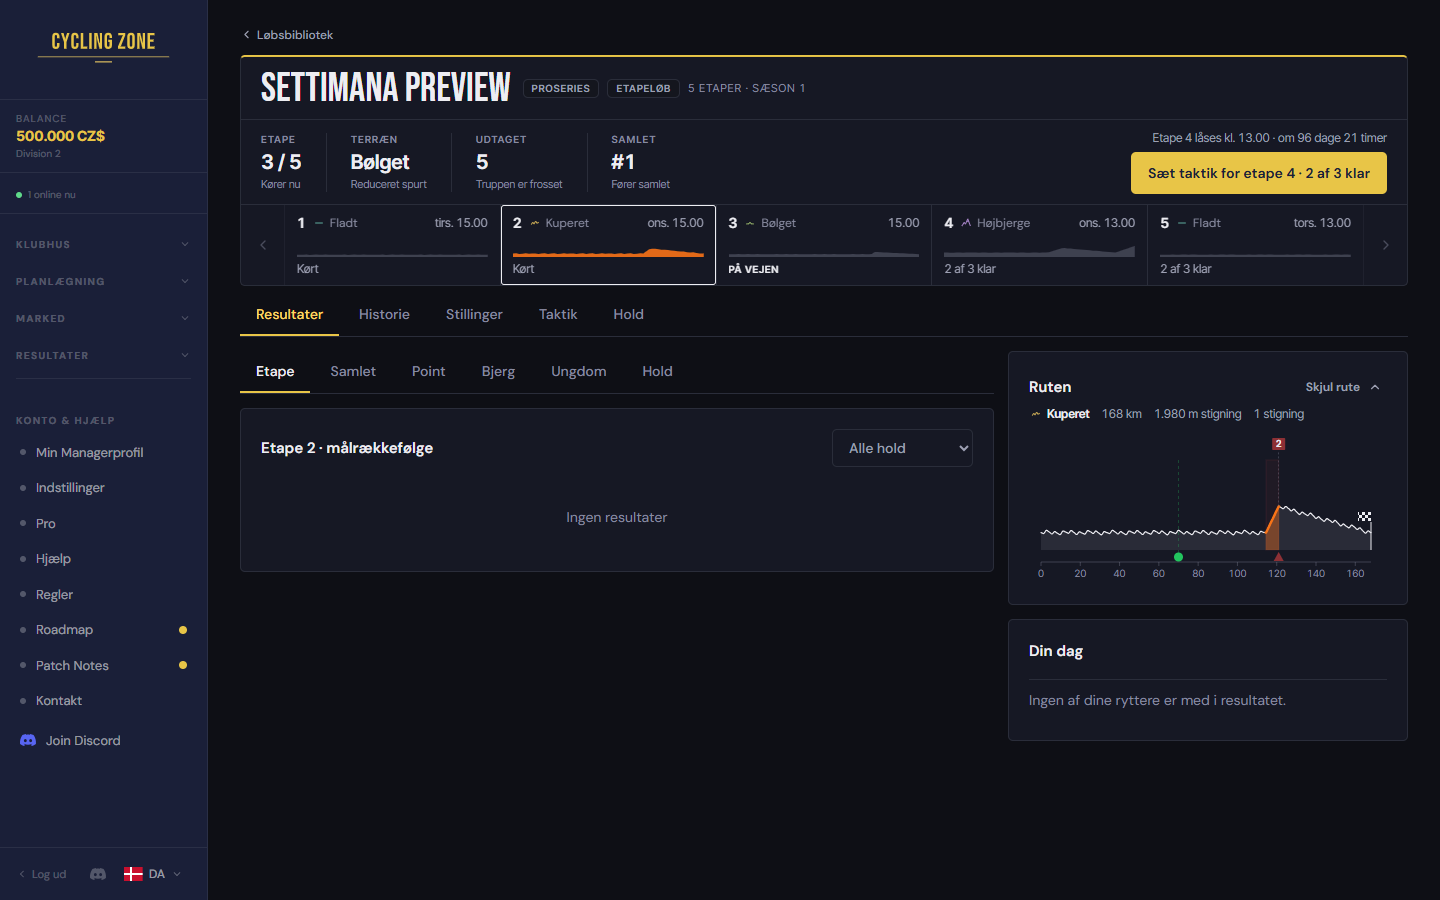 CYCLING ZONE
BALANCE
500.000 CZ$
Division 2
1 online nu
KLUBHUS
PLANLÆGNING
MARKED
RESULTATER
KONTO & HJÆLP
Min Managerprofil
Indstillinger
Pro
Hjælp
Regler
Roadmap
Patch Notes
Kontakt
Join Discord
Log ud
DA
Løbsbibliotek
SETTIMANA PREVIEW PROSERIES ETAPELØB 5 ETAPER · SÆSON 1
ETAPE TERRÆN UDTAGET SAMLET
3 / 5 Bølget 5 #1
Kører nu Reduceret spurt Truppen er frosset Fører samlet
Etape 4 låses kl. 13.00 · om 96 dage 21 timer
Sæt taktik for etape 4 · 2 af 3 klar
1 Fladt tirs. 15.00
Kørt
2 Kuperet ons. 15.00
Kørt
3 Bølget 15.00
PÅ VEJEN
4 Højbjerge ons. 13.00
2 af 3 klar
5 Fladt tors. 13.00
2 af 3 klar
Resultater Historie Stillinger Taktik Hold
Etape Samlet Point Bjerg Ungdom Hold
Etape 2 · målrækkefølge Alle hold
Ingen resultater
Ruten Skjul rute
Kuperet 168 km 1.980 m stigning 1 stigning
2
0 20 40 60 80 100 120 140 160
Din dag
Ingen af dine ryttere er med i resultatet.